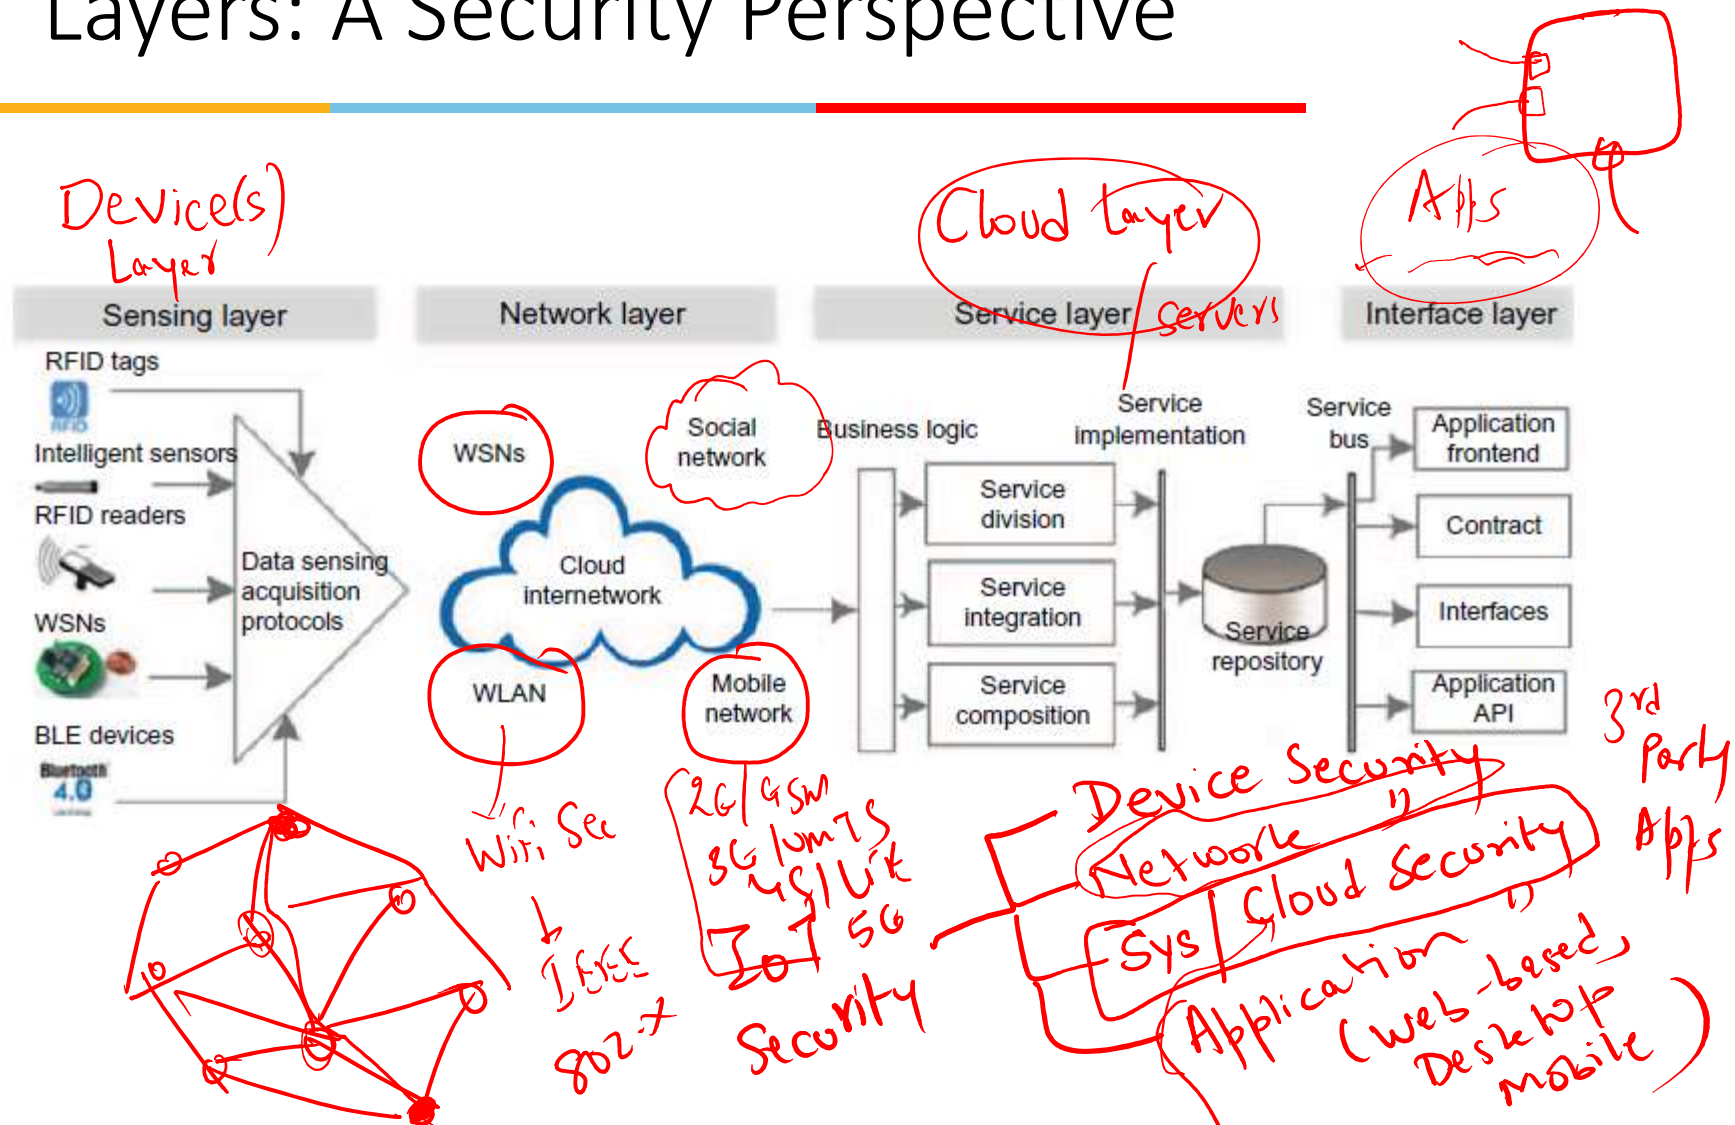 Layers: A Security Perspective
Device(s)
Layer
Cloud Layer
Apps
Sensing layer
Network layer
Service layer
servers
Interface layer
RFID tags
RFID
Intelligent sensors
RFID readers
WSNs
BLE devices
Bluetooth
4.0
Data sensing
acquisition
protocols
WSNs
Social
network
Cloud
internetwork
WLAN
Mobile
network
Business logic
Service
implementation
Service
division
Service
integration
Service
composition
Service
repository
Service
bus
Application
frontend
Contract
Interfaces
Application
API
3rd
Party
Apps
Wifi Sec
IEEE
802.x
2G/GSM
3G/UMTS
4G/
5G
IoT
Security
Device Security
Network
Sys | Cloud Security
Application
(web-based,
Desktop
Mobile)